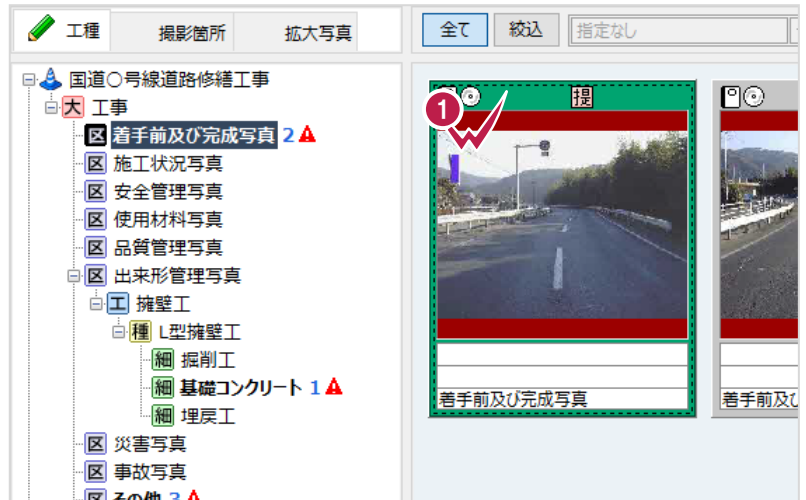 工種 撮影箇所 拡大写真
全て 絞込 指定なし
国道○号線道路修繕工事
大 工事
区 着手前及び完成写真 2
区 施工状況写真
区 安全管理写真
区 使用材料写真
区 品質管理写真
区 出来形管理写真
工 擁壁工
種 L型擁壁工
細 掘削工
細 基礎コンクリート 1
細 埋戻工
区 災害写真
区 事故写真
区 その他 3
1
提
着手前及び完成写真
着手前及び